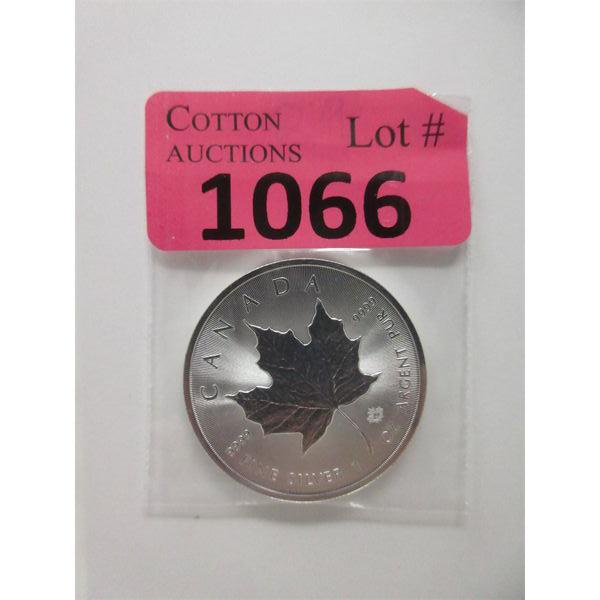 COTTON
AUCTIONS
Lot #
1066
CANADA
9999
FINE SILVER 1 OZ ARGENT PUR
9999